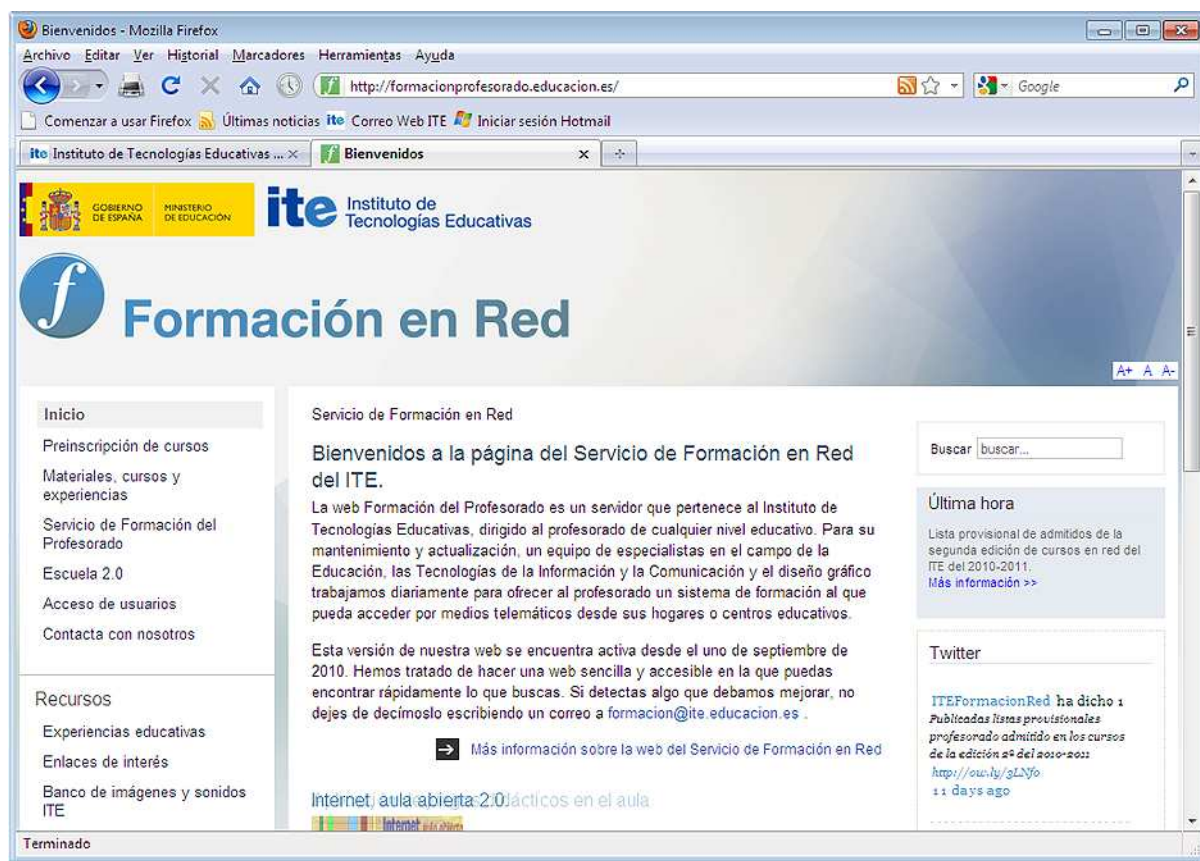 Bienvenidos - Mozilla Firefox
Archivo Editar Ver Historial Marcadores Herramientas Ayuda
http://formacionprofesorado.educacion.es/
Google
Comenzar a usar Firefox Últimas noticias ite Correo Web ITE Iniciar sesión Hotmail
ite Instituto de Tecnologías Educativas ...
Bienvenidos
GOBIERNO DE ESPAÑA
MINISTERIO DE EDUCACIÓN
ite Instituto de
Tecnologías Educativas
f Formación en Red
A+ A A-
Inicio
Preinscripción de cursos
Materiales, cursos y
experiencias
Servicio de Formación del
Profesorado
Escuela 2.0
Acceso de usuarios
Contacta con nosotros
Recursos
Experiencias educativas
Enlaces de interés
Banco de imágenes y sonidos
ITE
Servicio de Formación en Red
Bienvenidos a la página del Servicio de Formación en Red
del ITE.
La web Formación del Profesorado es un servidor que pertenece al Instituto de
Tecnologías Educativas, dirigido al profesorado de cualquier nivel educativo. Para su
mantenimiento y actualización, un equipo de especialistas en el campo de la
Educación, las Tecnologías de la Información y la Comunicación y el diseño gráfico
trabajamos diariamente para ofrecer al profesorado un sistema de formación al que
pueda acceder por medios telemáticos desde sus hogares o centros educativos.
Esta versión de nuestra web se encuentra activa desde el uno de septiembre de
2010. Hemos tratado de hacer una web sencilla y accesible en la que puedas
encontrar rápidamente lo que buscas. Si detectas algo que debamos mejorar, no
dejes de decírnoslo escribiendo un correo a formacion@ite.educacion.es .
Más información sobre la web del Servicio de Formación en Red
Internet, aula abierta 2.0. dácticos en el aula
Internet aula abierta
Buscar buscar...
Última hora
Lista provisional de admitidos de la
segunda edición de cursos en red del
ITE del 2010-2011.
Más información >>
Twitter
ITEFormacionRed ha dicho 1
Publicadas listas provisionales
profesorado admitido en los cursos
de la edición 2ª del 2010-2011
http://ow.ly/3LNfo
11 days ago
Terminado